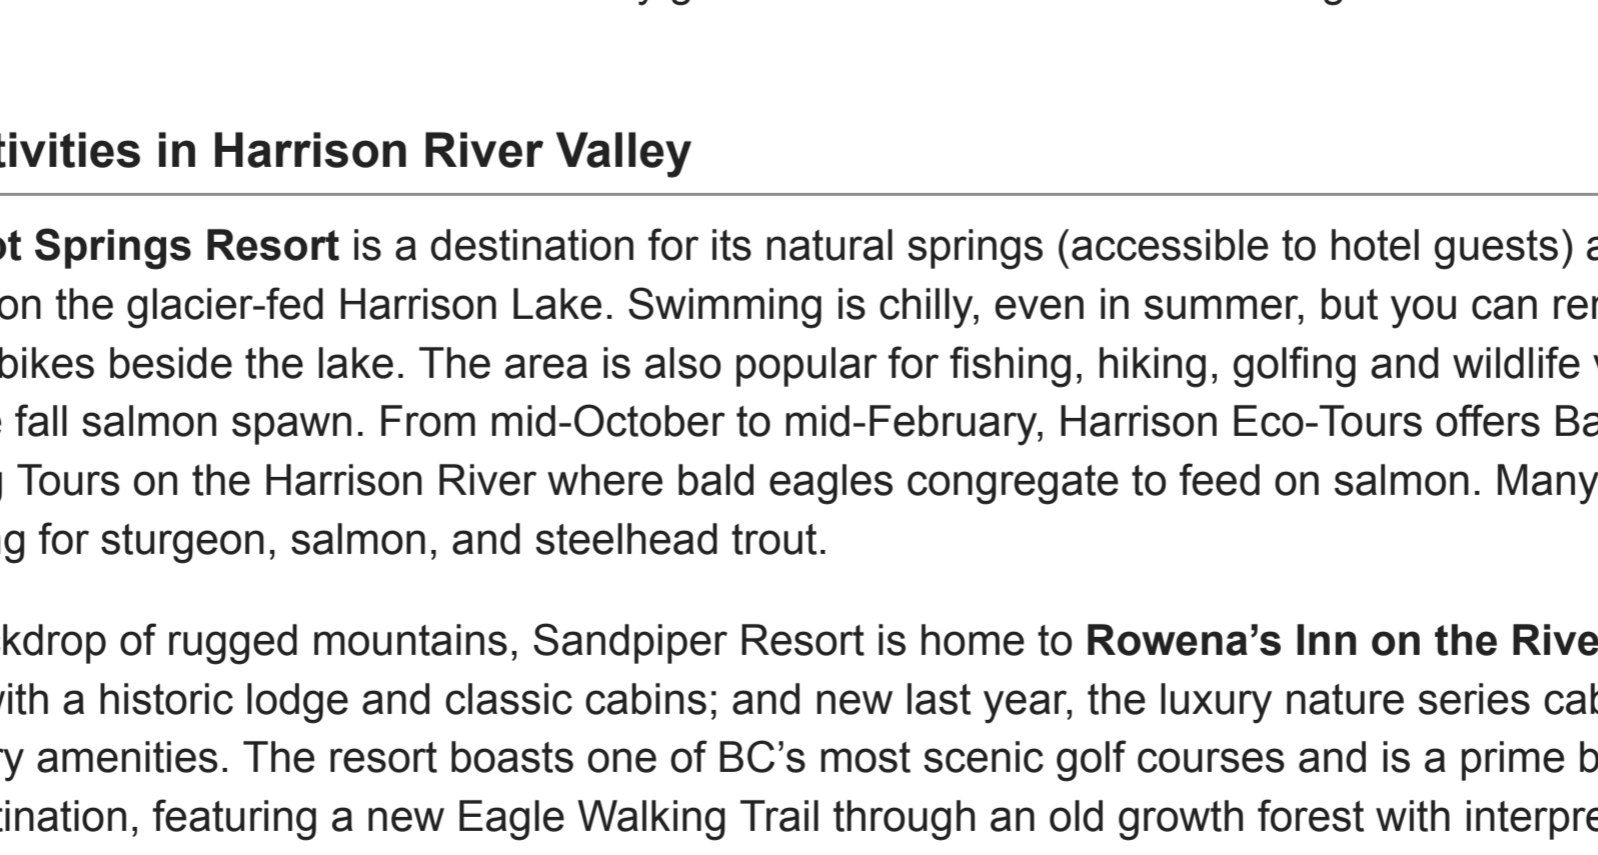 tivities in Harrison River Valley
ot Springs Resort is a destination for its natural springs (accessible to hotel guests) a
on the glacier-fed Harrison Lake. Swimming is chilly, even in summer, but you can ren
bikes beside the lake. The area is also popular for fishing, hiking, golfing and wildlife v
e fall salmon spawn. From mid-October to mid-February, Harrison Eco-Tours offers Ba
g Tours on the Harrison River where bald eagles congregate to feed on salmon. Many
ng for sturgeon, salmon, and steelhead trout.
ckdrop of rugged mountains, Sandpiper Resort is home to Rowena’s Inn on the Rive
with a historic lodge and classic cabins; and new last year, the luxury nature series cab
ry amenities. The resort boasts one of BC’s most scenic golf courses and is a prime b
tination, featuring a new Eagle Walking Trail through an old growth forest with interpre